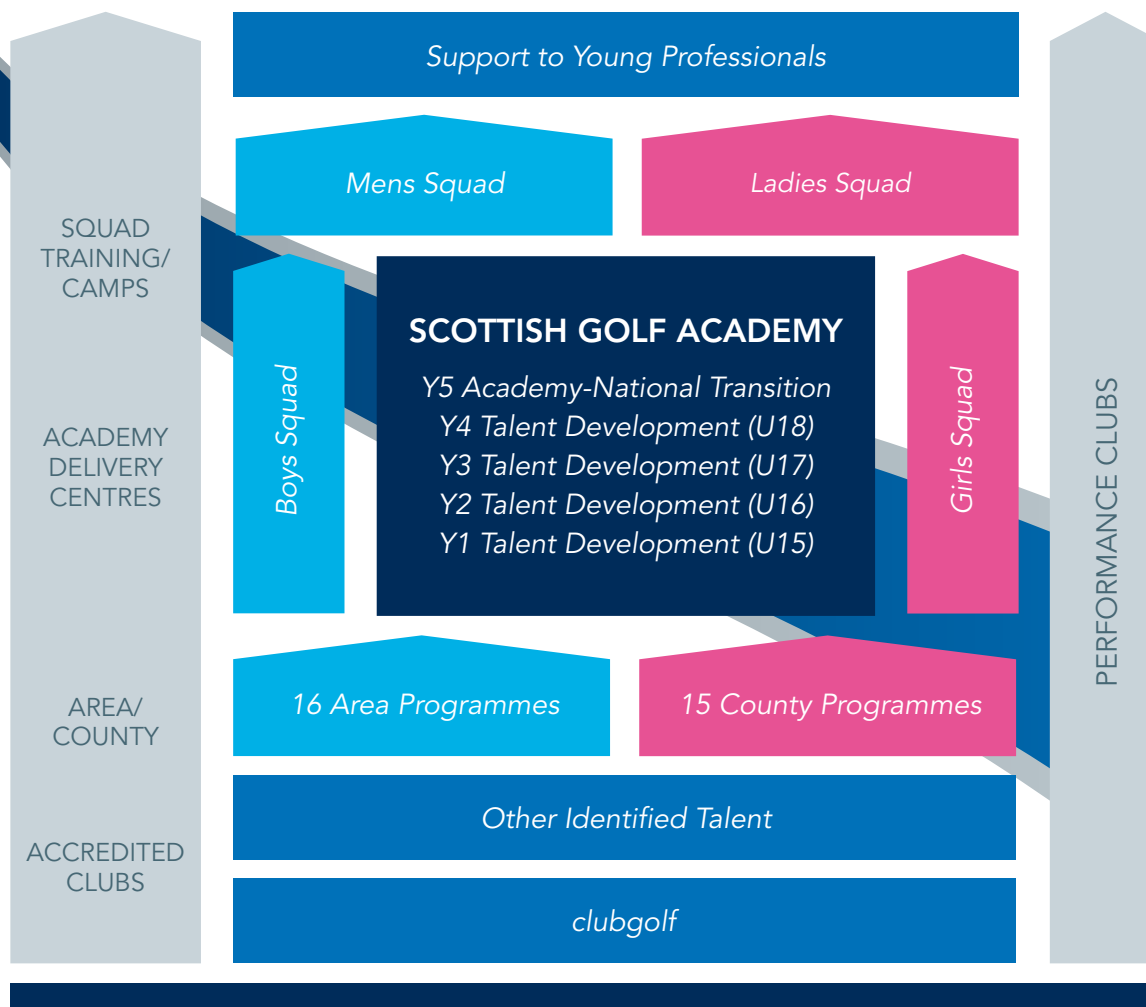 Support to Young Professionals
Mens Squad
Ladies Squad
SQUAD
TRAINING/
CAMPS
ACADEMY
DELIVERY
CENTRES
AREA/
COUNTY
ACCREDITED
CLUBS
Boys Squad
SCOTTISH GOLF ACADEMY
Y5 Academy-National Transition
Y4 Talent Development (U18)
Y3 Talent Development (U17)
Y2 Talent Development (U16)
Y1 Talent Development (U15)
Girls Squad
PERFORMANCE CLUBS
16 Area Programmes
15 County Programmes
Other Identified Talent
clubgolf